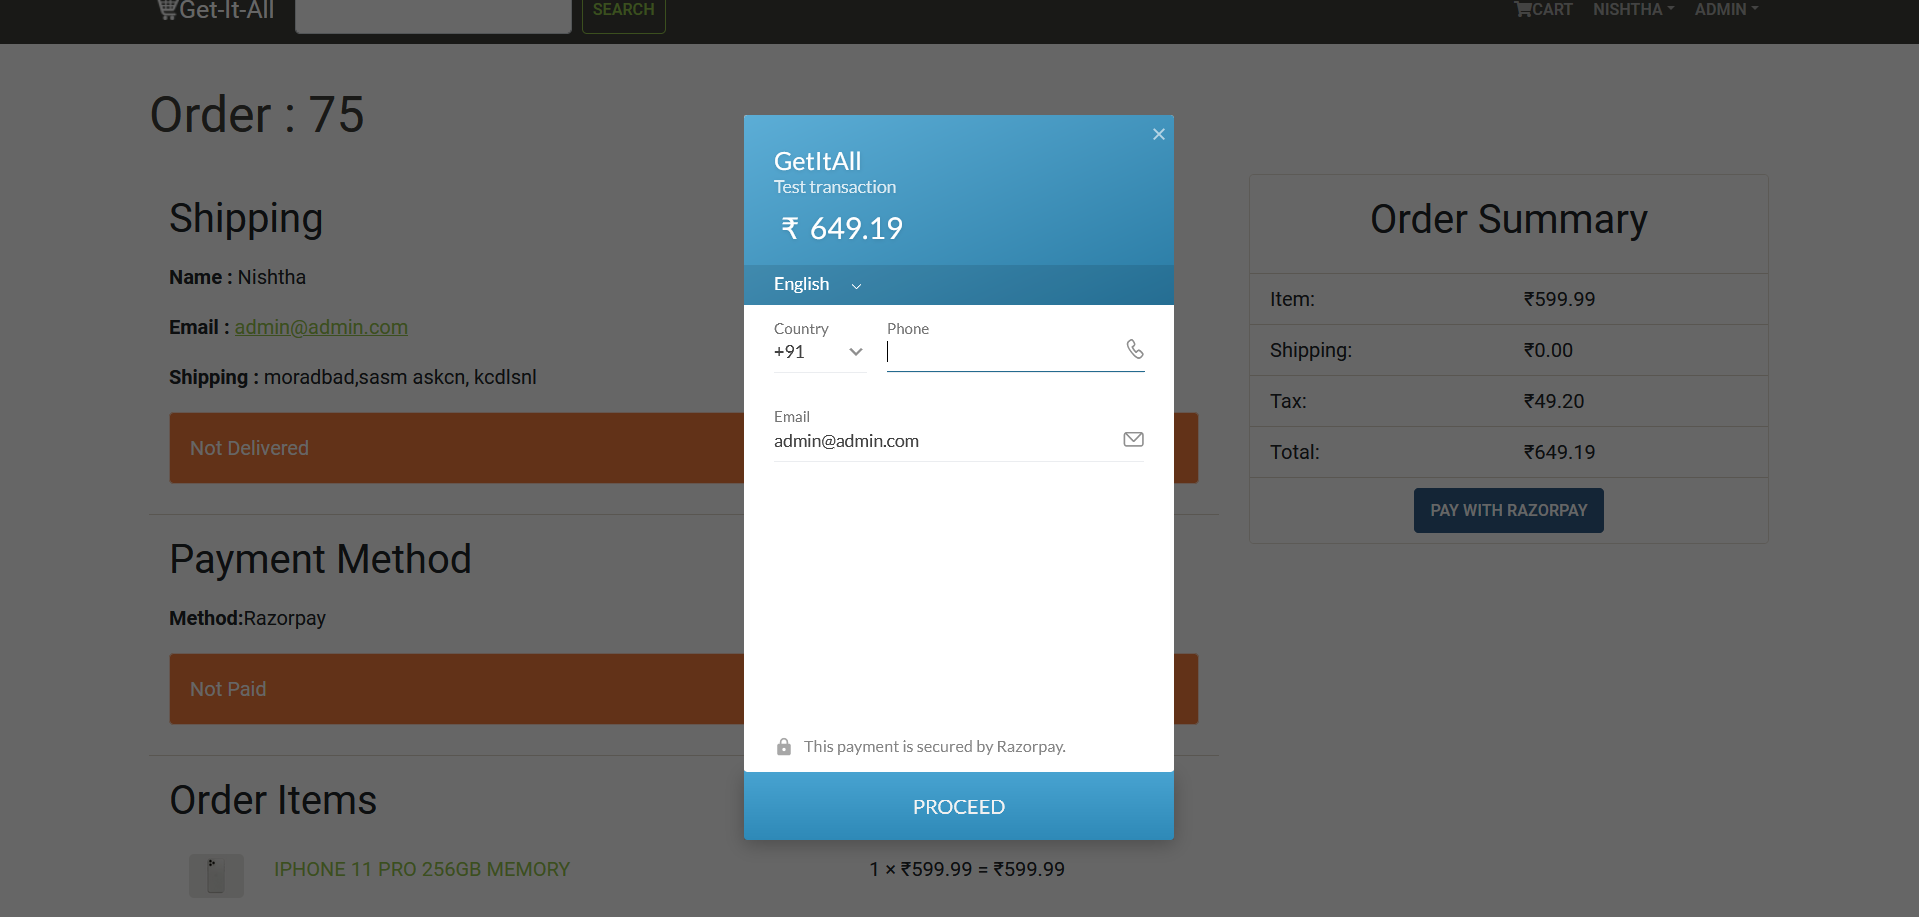 Get-It-All
SEARCH
CART NISHTHA ADMIN
Order : 75
Shipping
Name : Nishtha
Email : admin@admin.com
Shipping : moradbad,sasm askcn, kcdlsnl
Not Delivered
Payment Method
Method:Razorpay
Not Paid
Order Items
IPHONE 11 PRO 256GB MEMORY
1 × ₹599.99 = ₹599.99
GetItAll
Test transaction
₹ 649.19
English
Country
+91
Phone
Email
admin@admin.com
This payment is secured by Razorpay.
PROCEED
Order Summary
Item: ₹599.99
Shipping: ₹0.00
Tax: ₹49.20
Total: ₹649.19
PAY WITH RAZORPAY